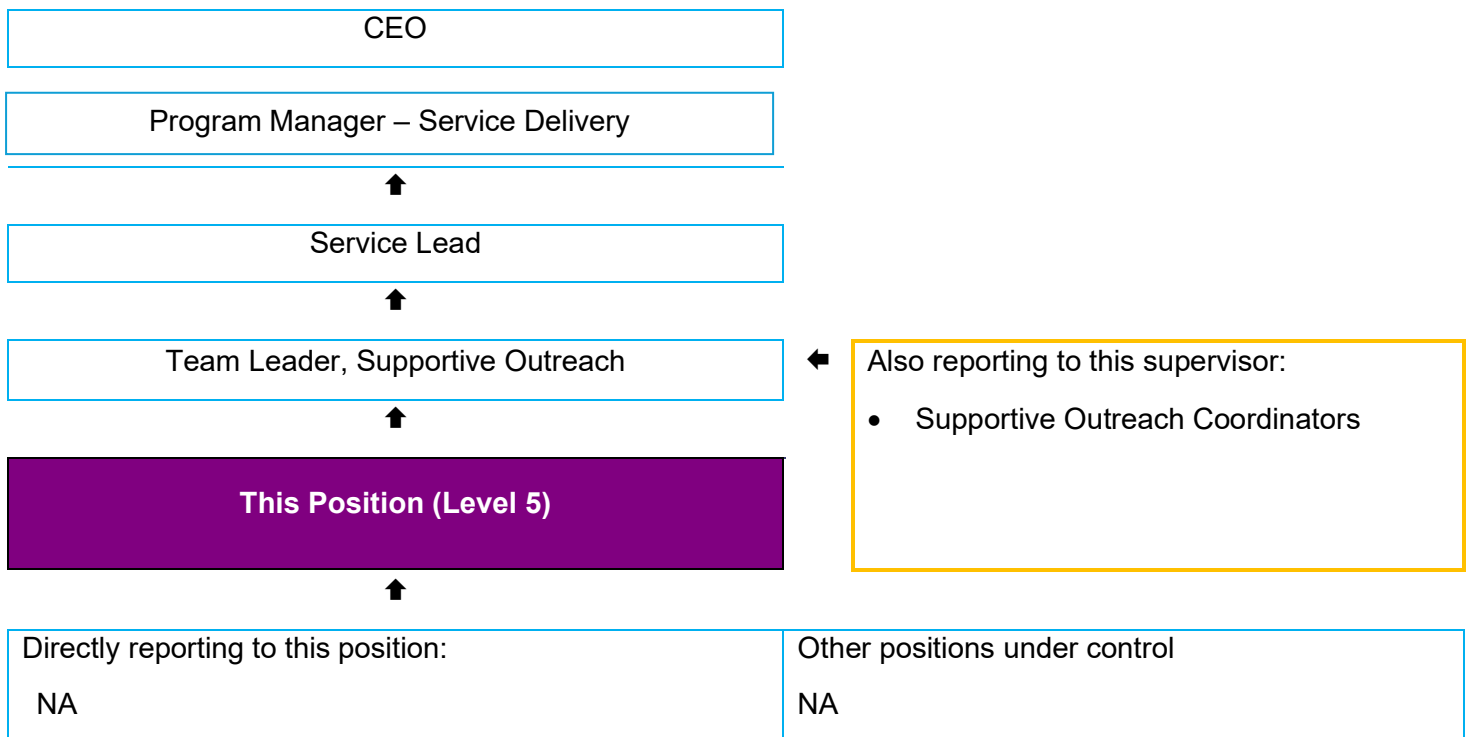 CEO
Program Manager – Service Delivery
Service Lead
Team Leader, Supportive Outreach
Also reporting to this supervisor:
• Supportive Outreach Coordinators
This Position (Level 5)
Directly reporting to this position:
NA
Other positions under control
NA